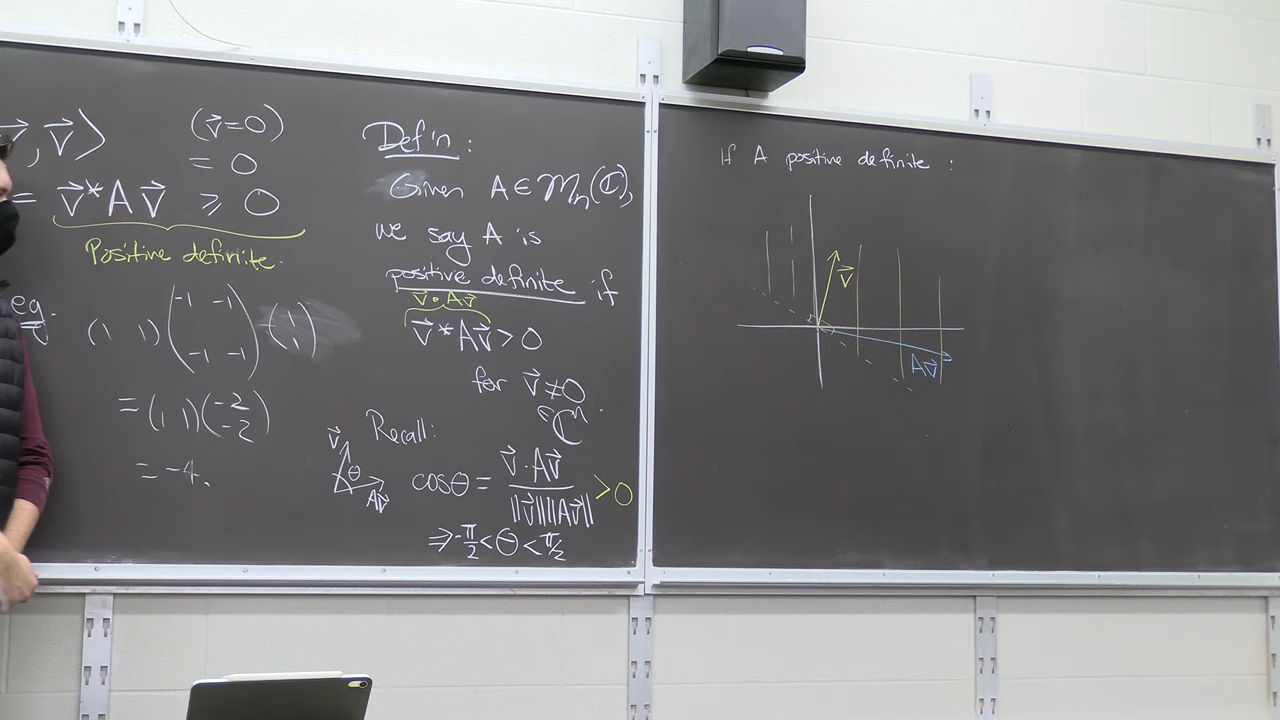 v⃗, v⃗⟩ (v⃗=0)
= 0
= v⃗*Av⃗ ≥ 0
Positive definite.
eg.
(1 1)(-1 -1; -1 -1)(1; 1)
= (1 1)(-2; -2)
= -4.
Def'n:
Given A ∈ Mₙ(ℂ),
we say A is
positive definite if
v⃗ • Av⃗
v⃗*Av⃗ > 0
for v⃗ ≠ 0
∈ ℂⁿ.
Recall:
v⃗ θ Av⃗
cosθ = v⃗·Av⃗ / ||v⃗||||Av⃗|| > 0
⇒ -π/2 < θ < π/2
If A positive definite :
v⃗
Av⃗